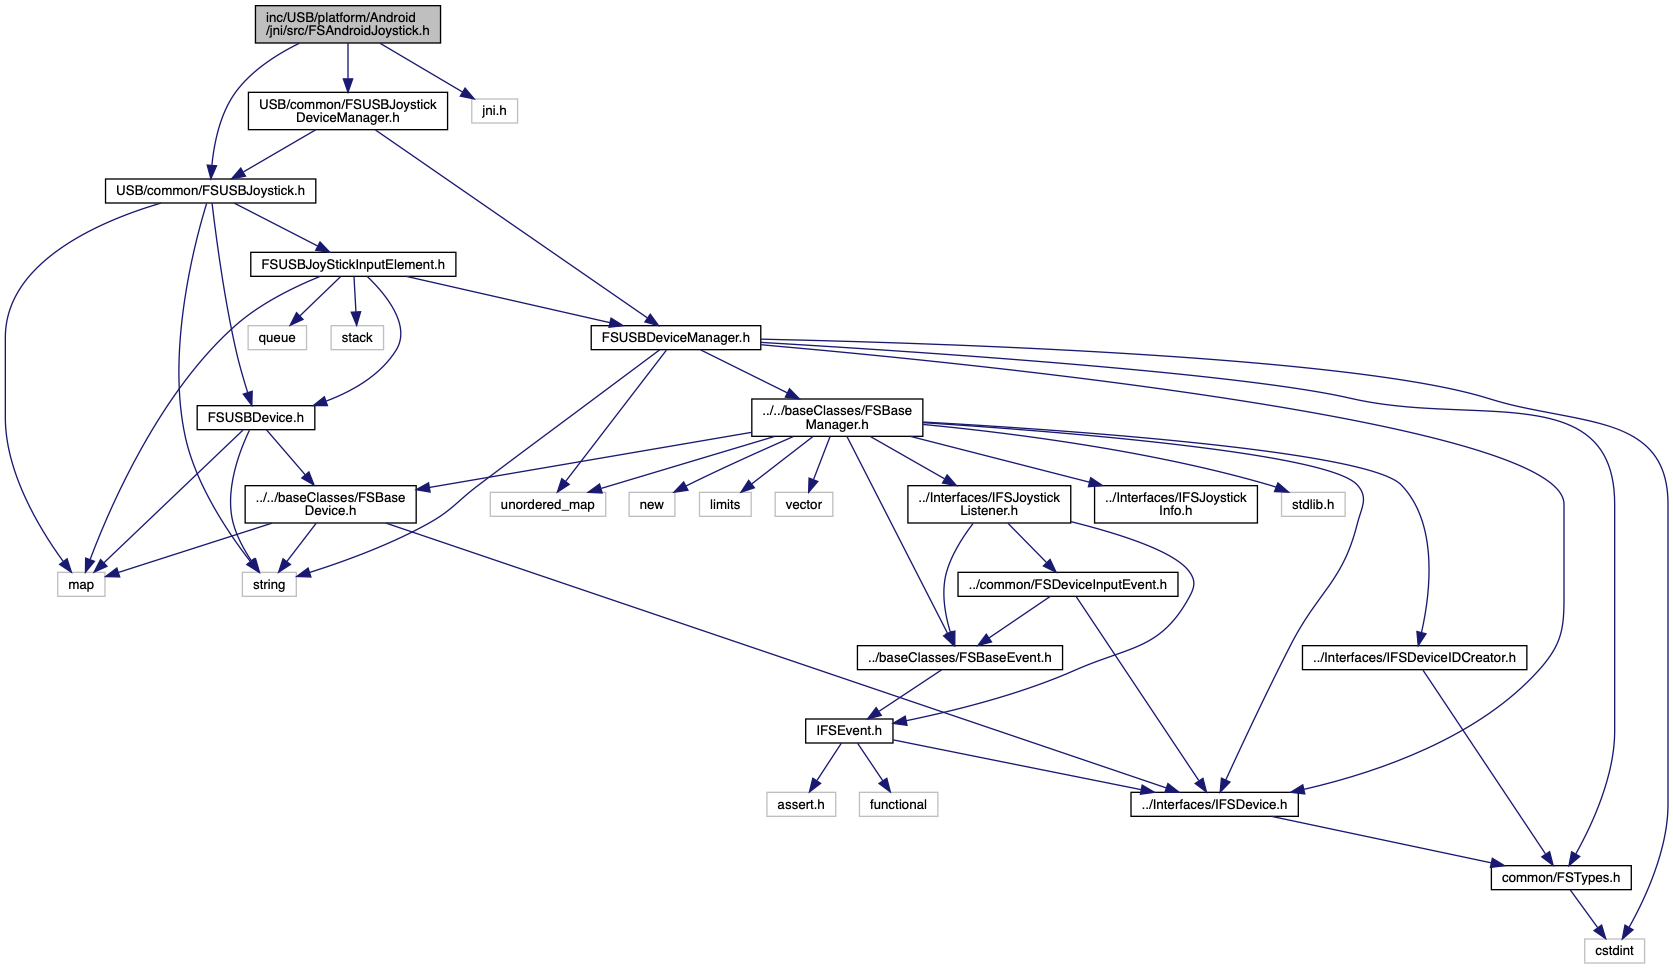 inc/USB/platform/Android
/jni/src/FSAndroidJoystick.h
USB/common/FSUSBJoystick
DeviceManager.h
jni.h
USB/common/FSUSBJoystick.h
FSUSBJoyStickInputElement.h
queue
stack
FSUSBDeviceManager.h
FSUSBDevice.h
../../baseClasses/FSBase
Manager.h
../../baseClasses/FSBase
Device.h
unordered_map
new
limits
vector
../Interfaces/IFSJoystick
Listener.h
../Interfaces/IFSJoystick
Info.h
stdlib.h
map
string
../common/FSDeviceInputEvent.h
../baseClasses/FSBaseEvent.h
../Interfaces/IFSDeviceIDCreator.h
IFSEvent.h
assert.h
functional
../Interfaces/IFSDevice.h
common/FSTypes.h
cstdint